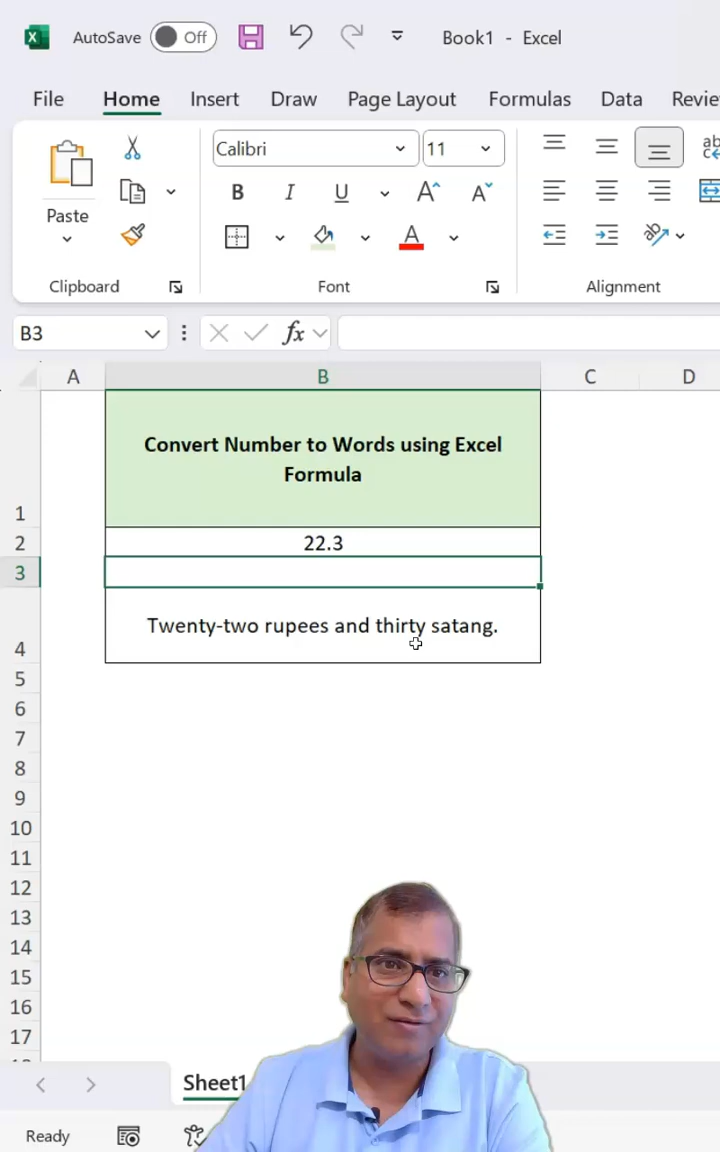 AutoSave Off Book1 - Excel
File Home Insert Draw Page Layout Formulas Data Revie
Paste
Calibri 11
B I U A A ab
A
Clipboard Font Alignment
B3 fx
A B C D
1 Convert Number to Words using Excel
Formula
2 22.3
3
4 Twenty-two rupees and thirty satang.
5
6
7
8
9
10
11
12
13
14
15
16
17
Sheet1
Ready